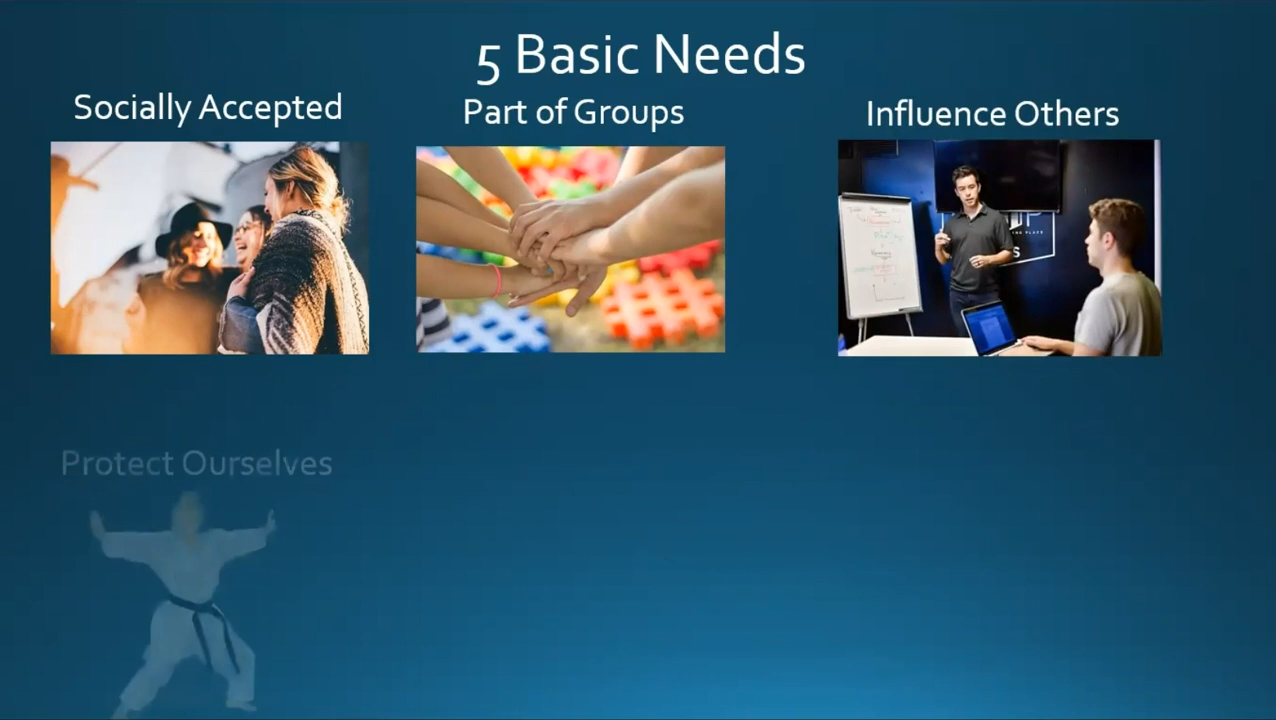 5 Basic Needs
Socially Accepted
Part of Groups
Influence Others
Protect Ourselves